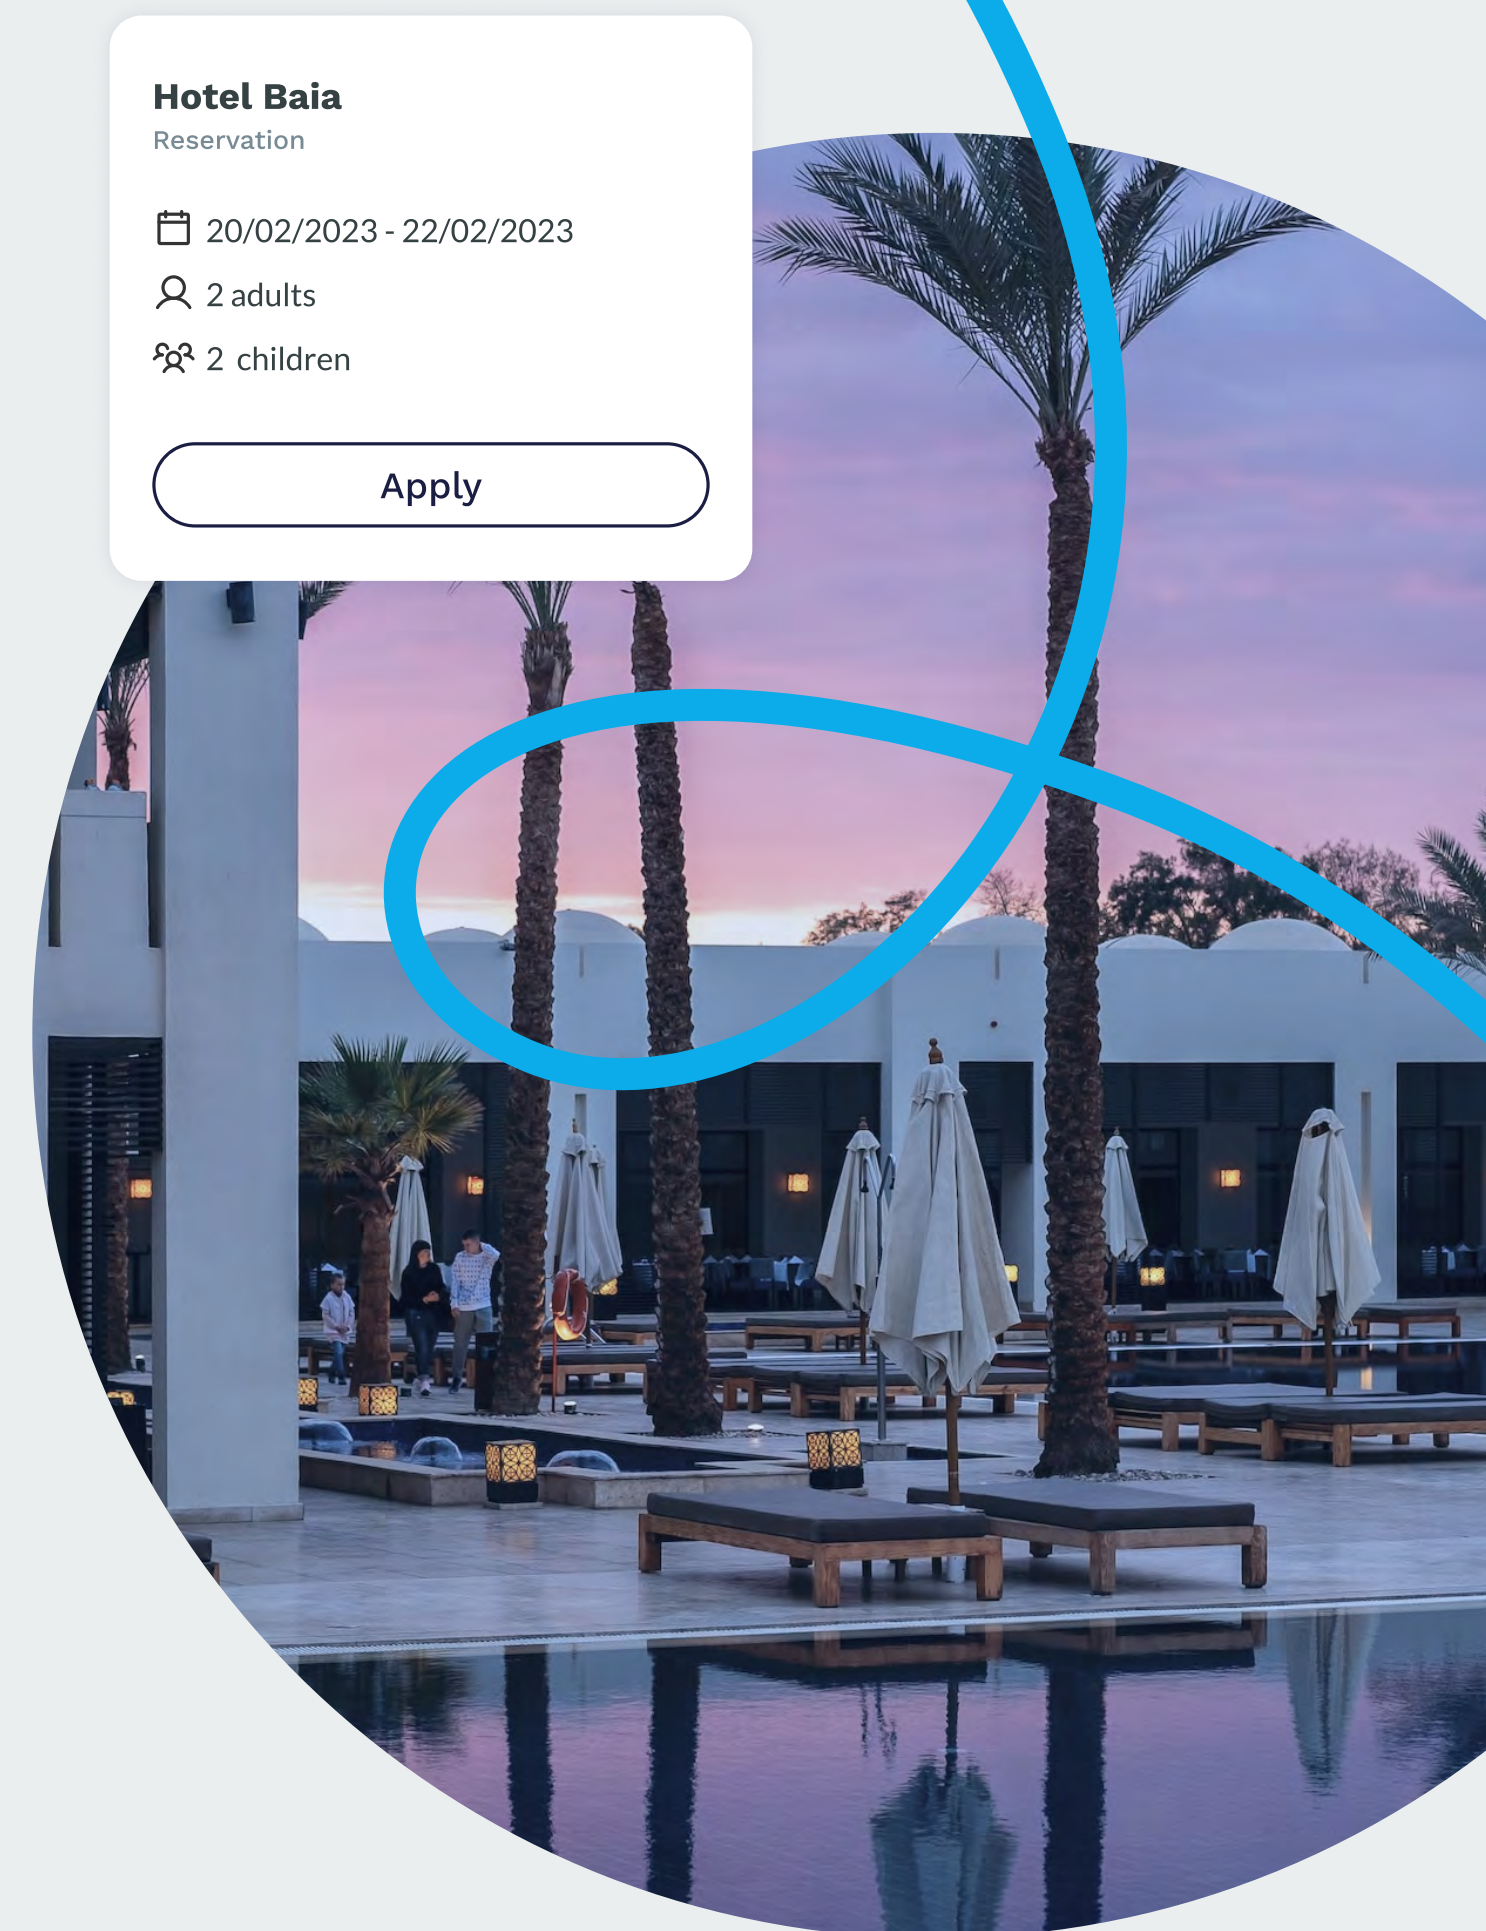 Hotel Baia
Reservation
20/02/2023 - 22/02/2023
2 adults
2 children
Apply